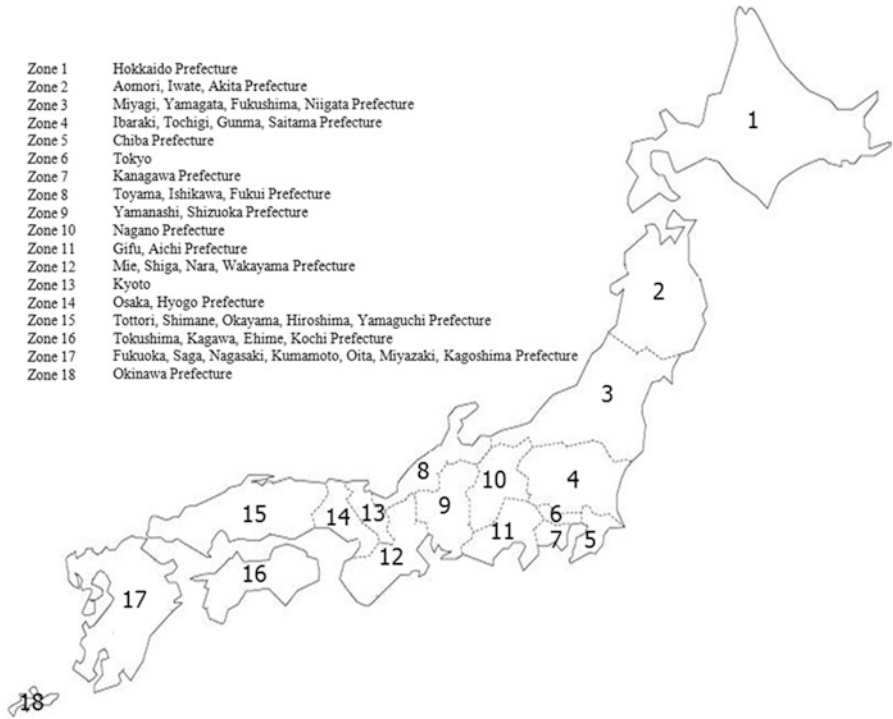 Zone 1 Hokkaido Prefecture
Zone 2 Aomori, Iwate, Akita Prefecture
Zone 3 Miyagi, Yamagata, Fukushima, Niigata Prefecture
Zone 4 Ibaraki, Tochigi, Gunma, Saitama Prefecture
Zone 5 Chiba Prefecture
Zone 6 Tokyo
Zone 7 Kanagawa Prefecture
Zone 8 Toyama, Ishikawa, Fukui Prefecture
Zone 9 Yamanashi, Shizuoka Prefecture
Zone 10 Nagano Prefecture
Zone 11 Gifu, Aichi Prefecture
Zone 12 Mie, Shiga, Nara, Wakayama Prefecture
Zone 13 Kyoto
Zone 14 Osaka, Hyogo Prefecture
Zone 15 Tottori, Shimane, Okayama, Hiroshima, Yamaguchi Prefecture
Zone 16 Tokushima, Kagawa, Ehime, Kochi Prefecture
Zone 17 Fukuoka, Saga, Nagasaki, Kumamoto, Oita, Miyazaki, Kagoshima Prefecture
Zone 18 Okinawa Prefecture
1
2
3
8
10
4
9
15
14
13
6
11
7
5
12
16
17
18